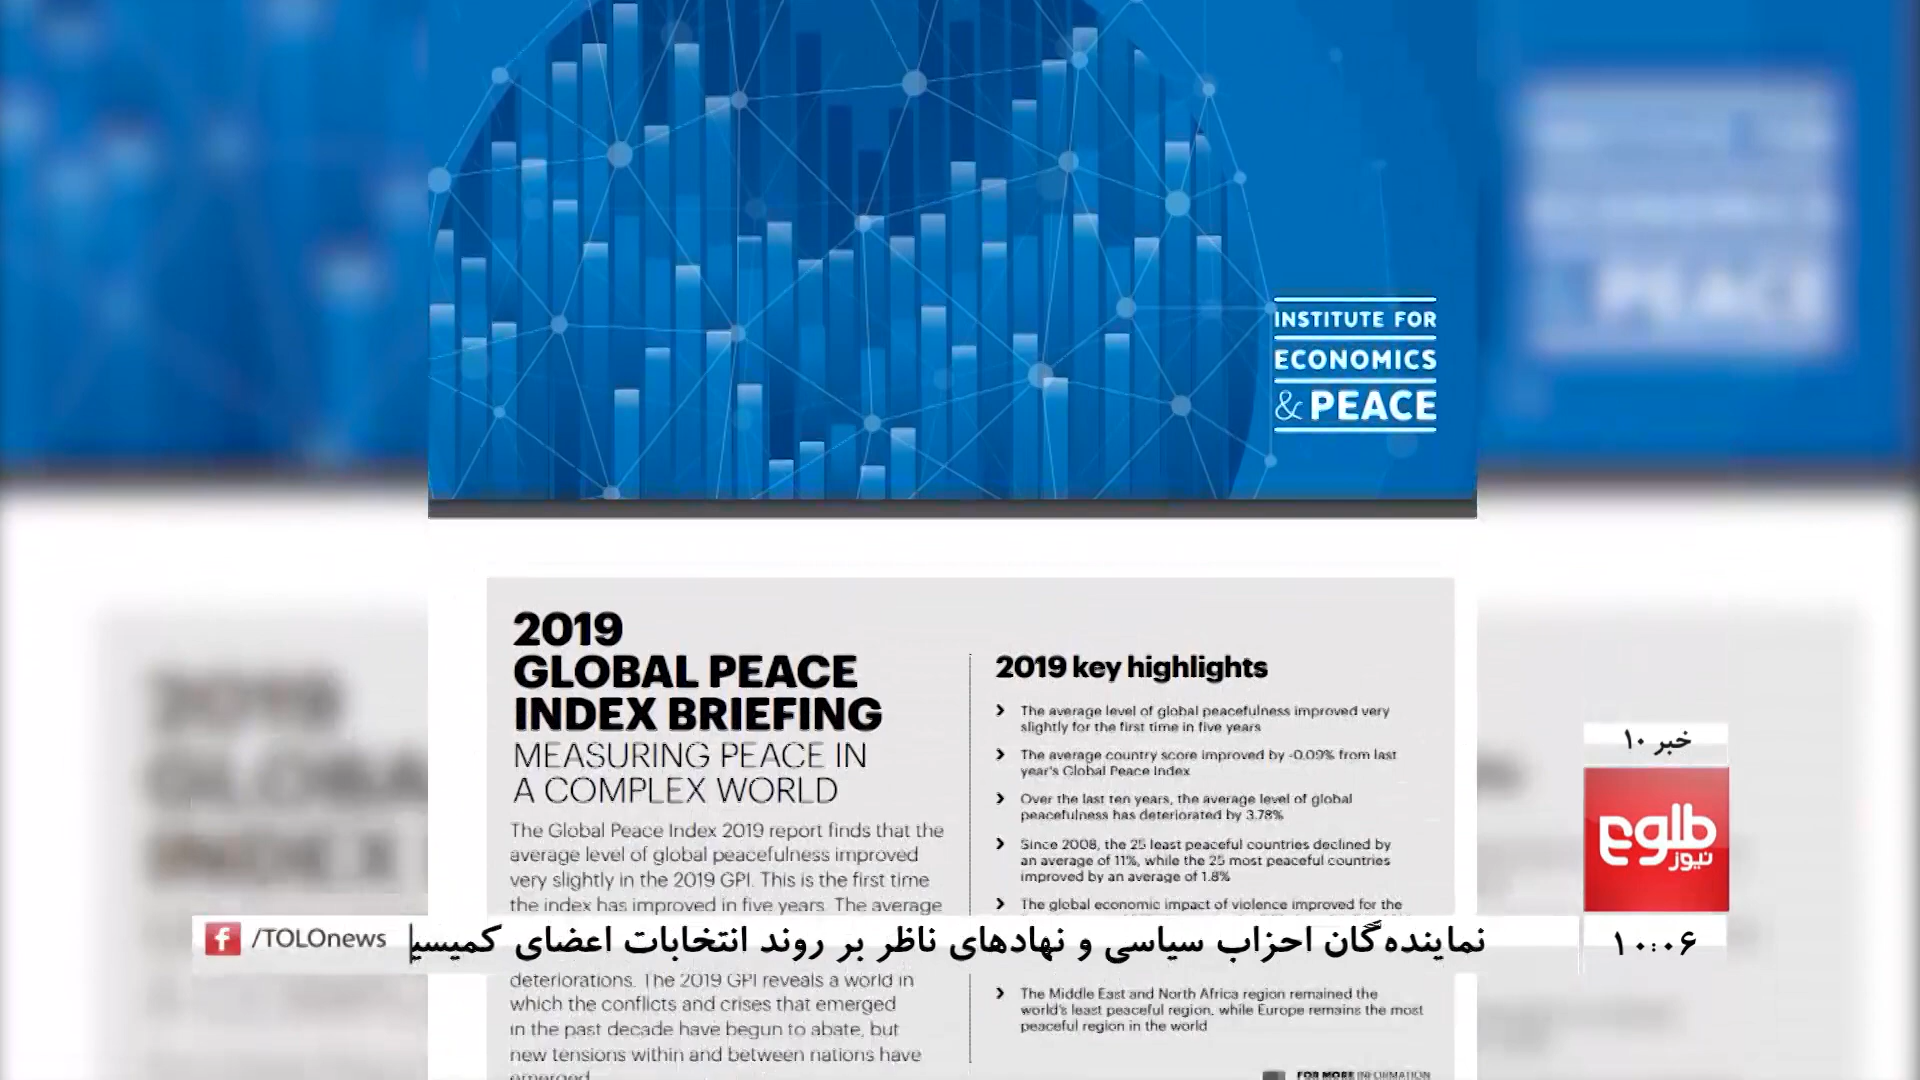 INSTITUTE FOR
ECONOMICS
& PEACE
2019
GLOBAL PEACE
INDEX BRIEFING
MEASURING PEACE IN
A COMPLEX WORLD
The Global Peace Index 2019 report finds that the
average level of global peacefulness improved
very slightly in the 2019 GPI. This is the first time
the index has improved in five years. The average
deteriorations. The 2019 GPI reveals a world in
which the conflicts and crises that emerged
in the past decade have begun to abate, but
new tensions within and between nations have
emerged
2019 key highlights
› The average level of global peacefulness improved very
slightly for the first time in five years
› The average country score improved by -0.09% from last
year's Global Peace Index
› Over the last ten years, the average level of global
peacefulness has deteriorated by 3.78%
› Since 2008, the 25 least peaceful countries declined by
an average of 11%, while the 25 most peaceful countries
improved by an average of 1.8%
› The global economic impact of violence improved for the
› The Middle East and North Africa region remained the
world's least peaceful region, while Europe remains the most
peaceful region in the world
FOR MORE INFORMATION
خبر ۱۰
طلوع
نیوز
۱۰:۰۶
/TOLOnews
نماینده‌گان احزاب سیاسی و نهادهای ناظر بر روند انتخابات اعضای کمیسیا